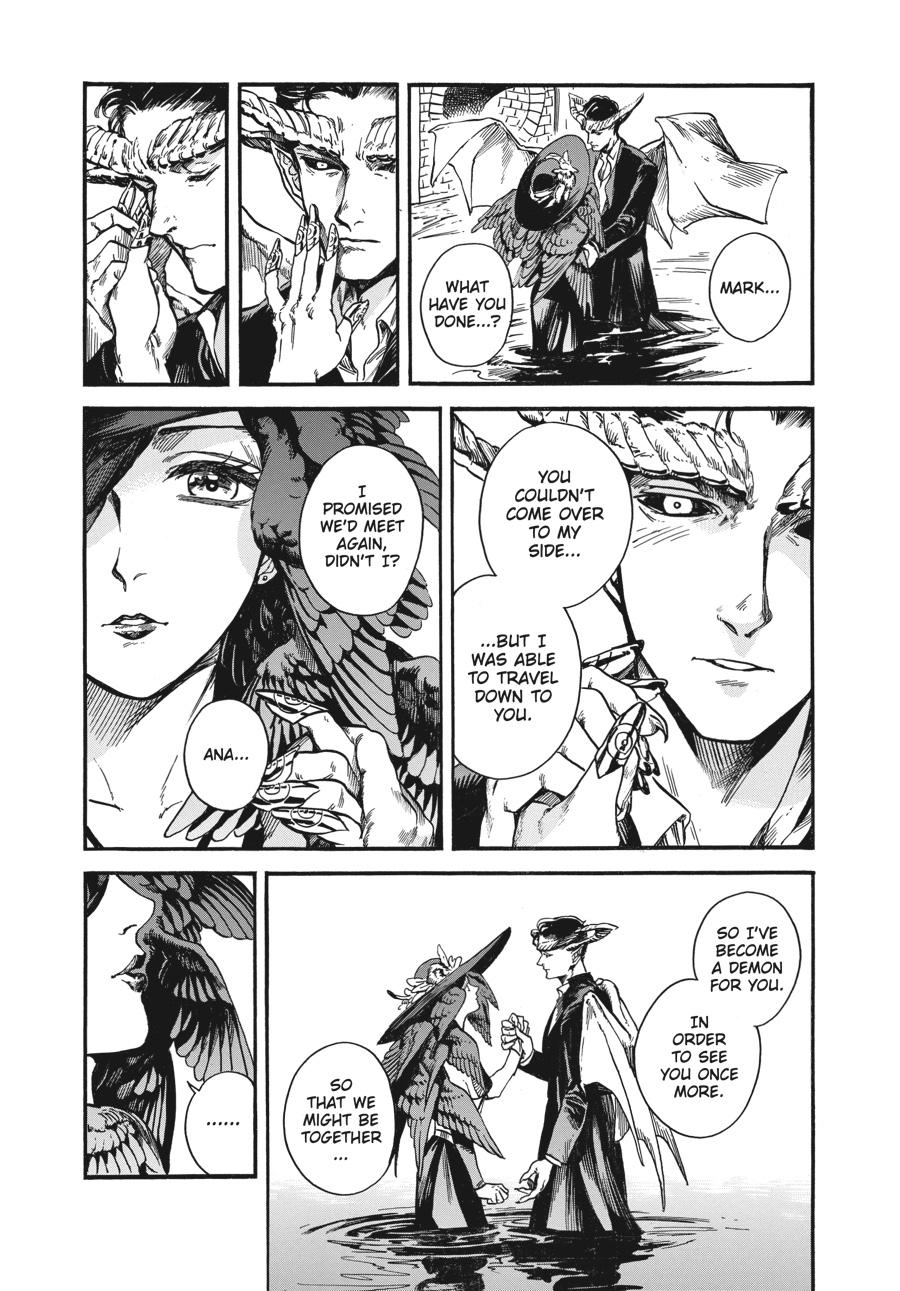 MARK...
WHAT
HAVE YOU
DONE...?
YOU
COULDN'T
COME OVER
TO MY
SIDE...
...BUT I
WAS ABLE
TO TRAVEL
DOWN TO
YOU.
I
PROMISED
WE'D MEET
AGAIN,
DIDN'T I?
ANA...
SO I'VE
BECOME
A DEMON
FOR YOU.
IN
ORDER
TO SEE
YOU ONCE
MORE.
SO
THAT WE
MIGHT BE
TOGETHER
...
......